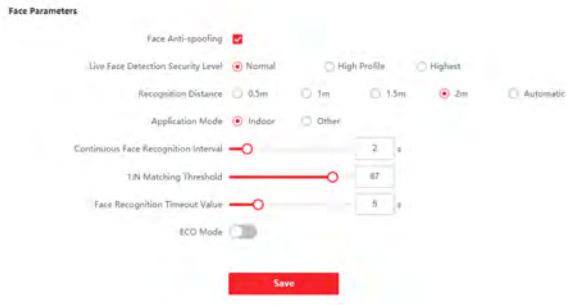 Face Parameters
Face Anti-spoofing
Live Face Detection Security Level Normal High Profile Highest
Recognition Distance 0.5m 1m 1.5m 2m Automatic
Application Mode Indoor Other
Continuous Face Recognition Interval 2 s
1:N Matching Threshold 87
Face Recognition Timeout Value 5 s
ECO Mode
Save